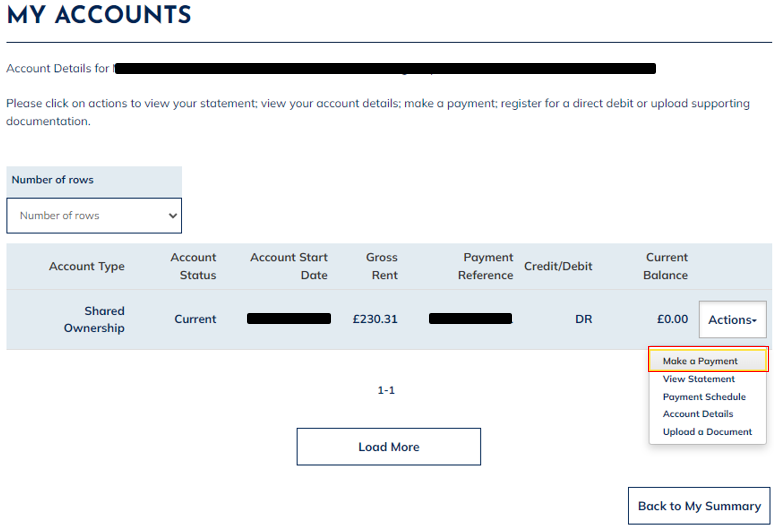 MY ACCOUNTS
Account Details for
Please click on actions to view your statement; view your account details; make a payment; register for a direct debit or upload supporting
documentation.
Number of rows
Number of rows
Account Type Account Status Account Start Date Gross Rent Payment Reference Credit/Debit Current Balance
Shared Ownership Current £230.31 DR £0.00 Actions
Make a Payment
View Statement
Payment Schedule
Account Details
Upload a Document
1-1
Load More
Back to My Summary